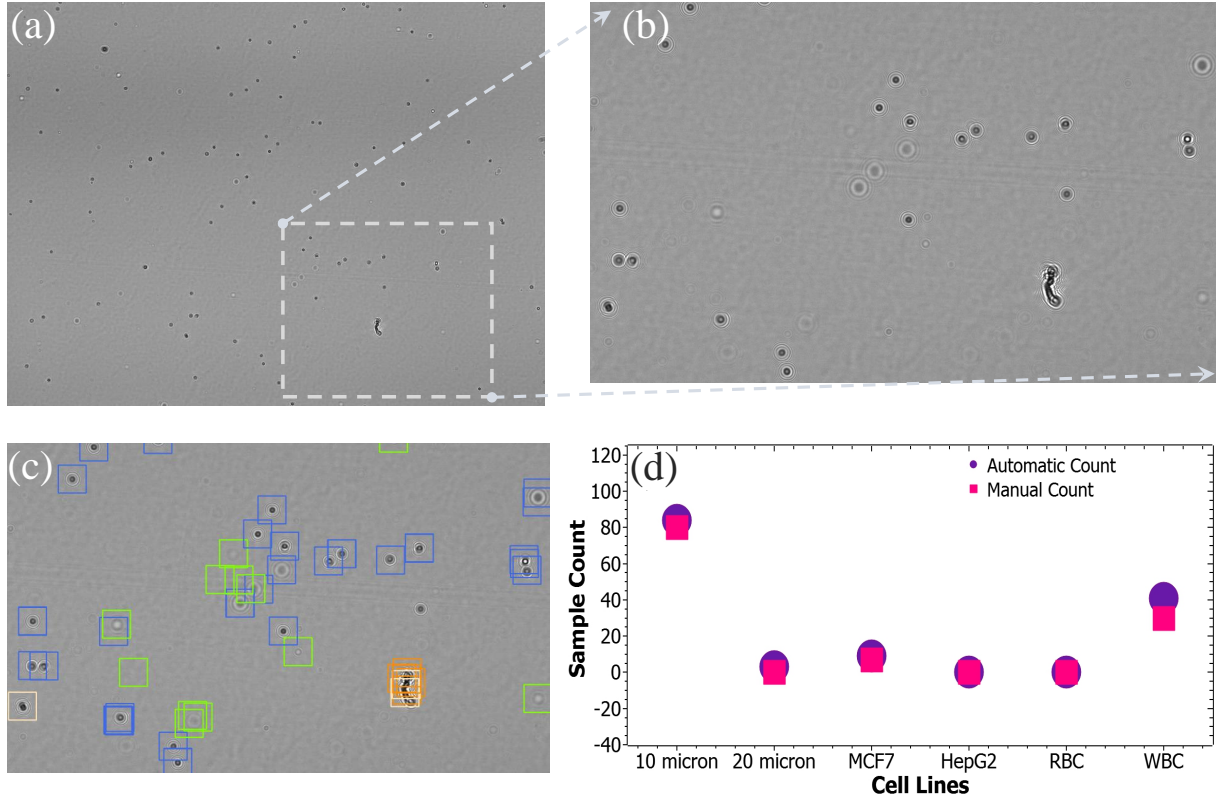 (a)
(b)
(c)
(d)
120
100
80
60
40
20
0
-20
-40
Sample Count
Automatic Count
Manual Count
10 micron 20 micron MCF7 HepG2 RBC WBC
Cell Lines